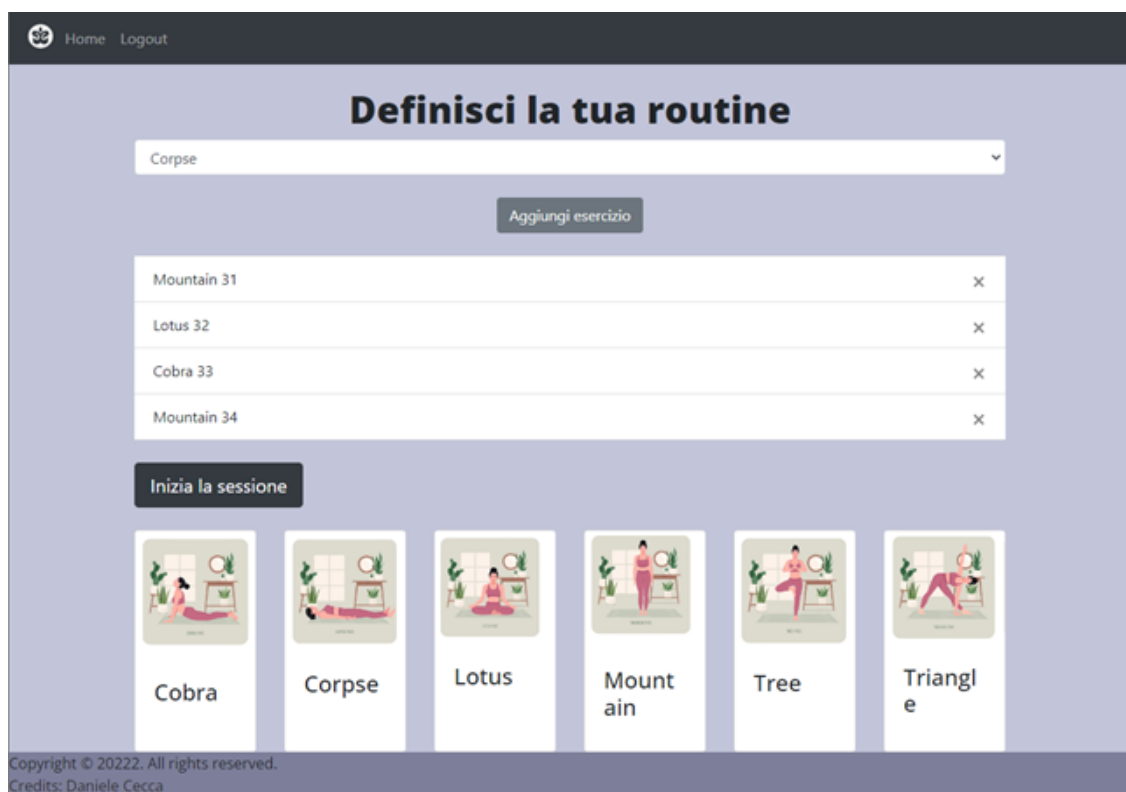 Home Logout
Definisci la tua routine
Corpse
Aggiungi esercizio
Mountain 31
Lotus 32
Cobra 33
Mountain 34
Inizia la sessione
Cobra
Corpse
Lotus
Mount
ain
Tree
Triangl
e
Copyright © 20222. All rights reserved.
Credits: Daniele Cecca